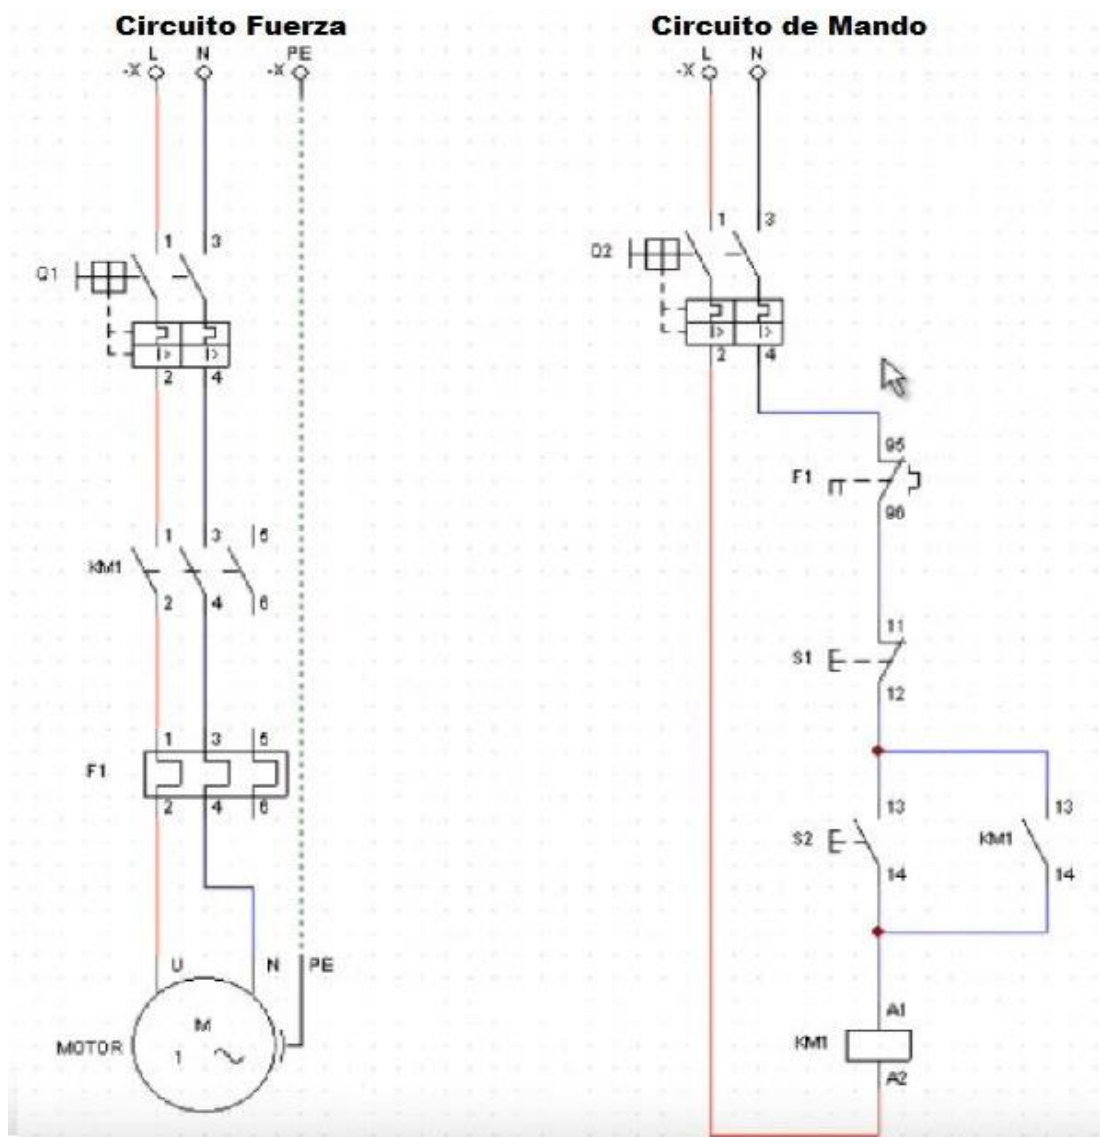 Circuito Fuerza
L N PE
-X -X
1 3
Q1
I> I>
2 4
1 3 5
KM1
2 4 6
1 3 5
F1
2 4 6
U N PE
M
MOTOR
1
Circuito de Mando
L N
-X
1 3
Q2
I> I>
2 4
95
F1
96
11
S1
12
13 13
S2 KM1
14 14
A1
KM1
A2